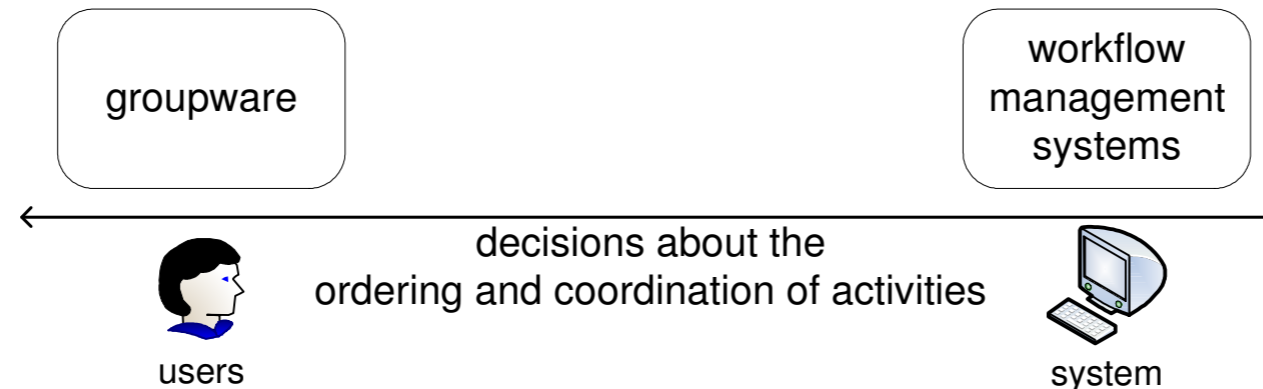 groupware
workflow
management
systems
decisions about the
ordering and coordination of activities
users
system